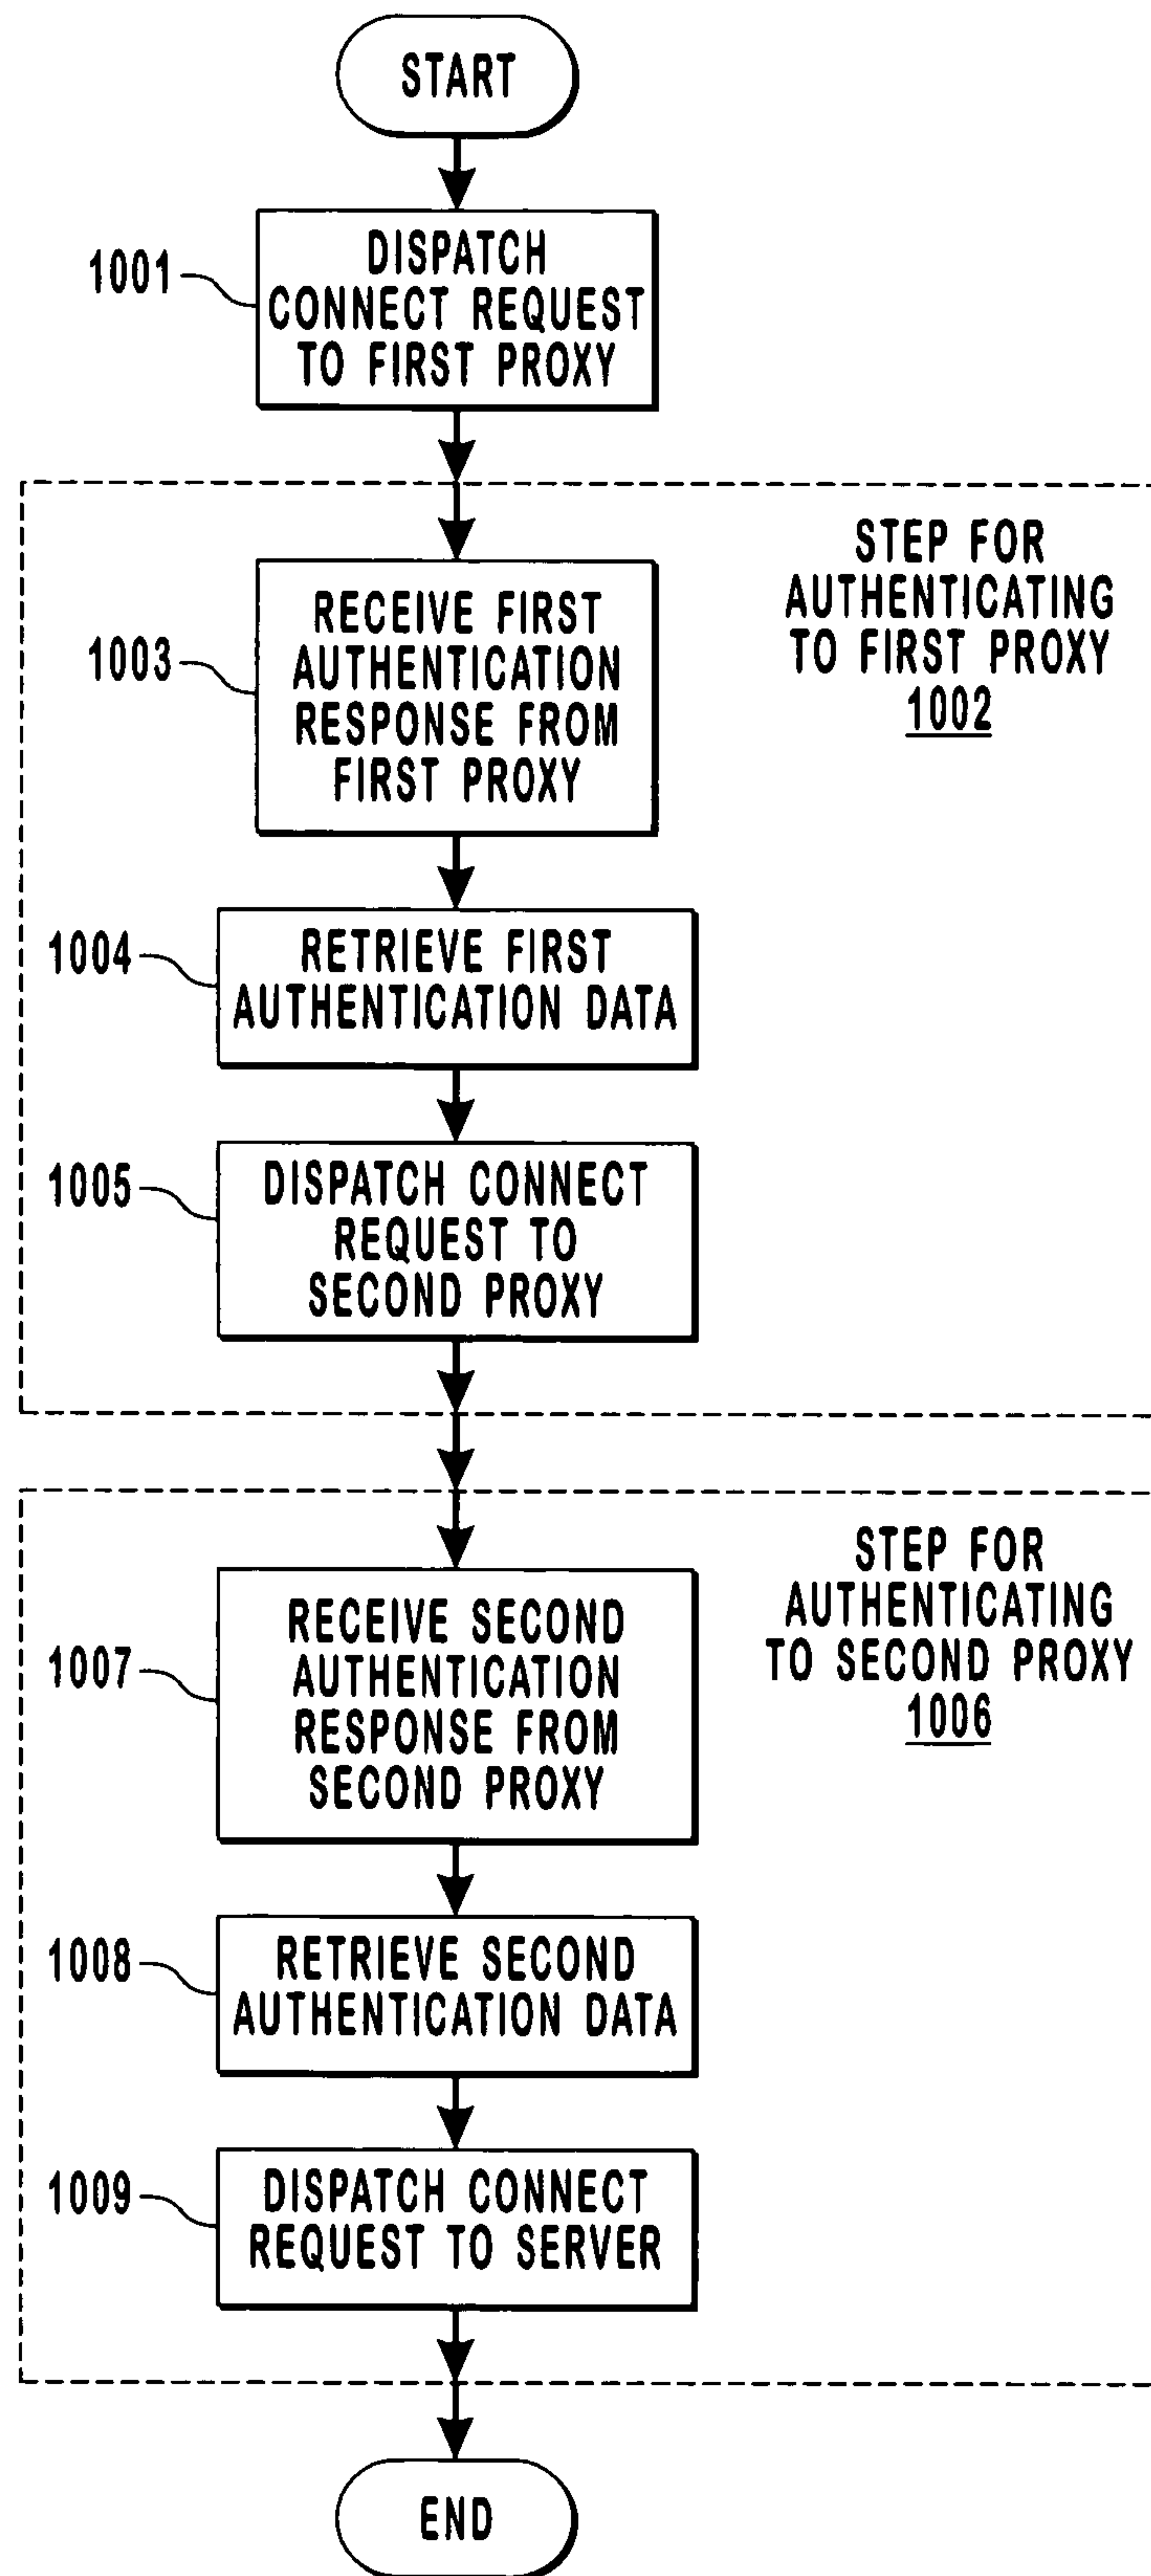 START
1001
DISPATCH
CONNECT REQUEST
TO FIRST PROXY
STEP FOR
AUTHENTICATING
TO FIRST PROXY
1002
1003
RECEIVE FIRST
AUTHENTICATION
RESPONSE FROM
FIRST PROXY
1004
RETRIEVE FIRST
AUTHENTICATION DATA
1005
DISPATCH CONNECT
REQUEST TO
SECOND PROXY
STEP FOR
AUTHENTICATING
TO SECOND PROXY
1006
1007
RECEIVE SECOND
AUTHENTICATION
RESPONSE FROM
SECOND PROXY
1008
RETRIEVE SECOND
AUTHENTICATION DATA
1009
DISPATCH CONNECT
REQUEST TO SERVER
END